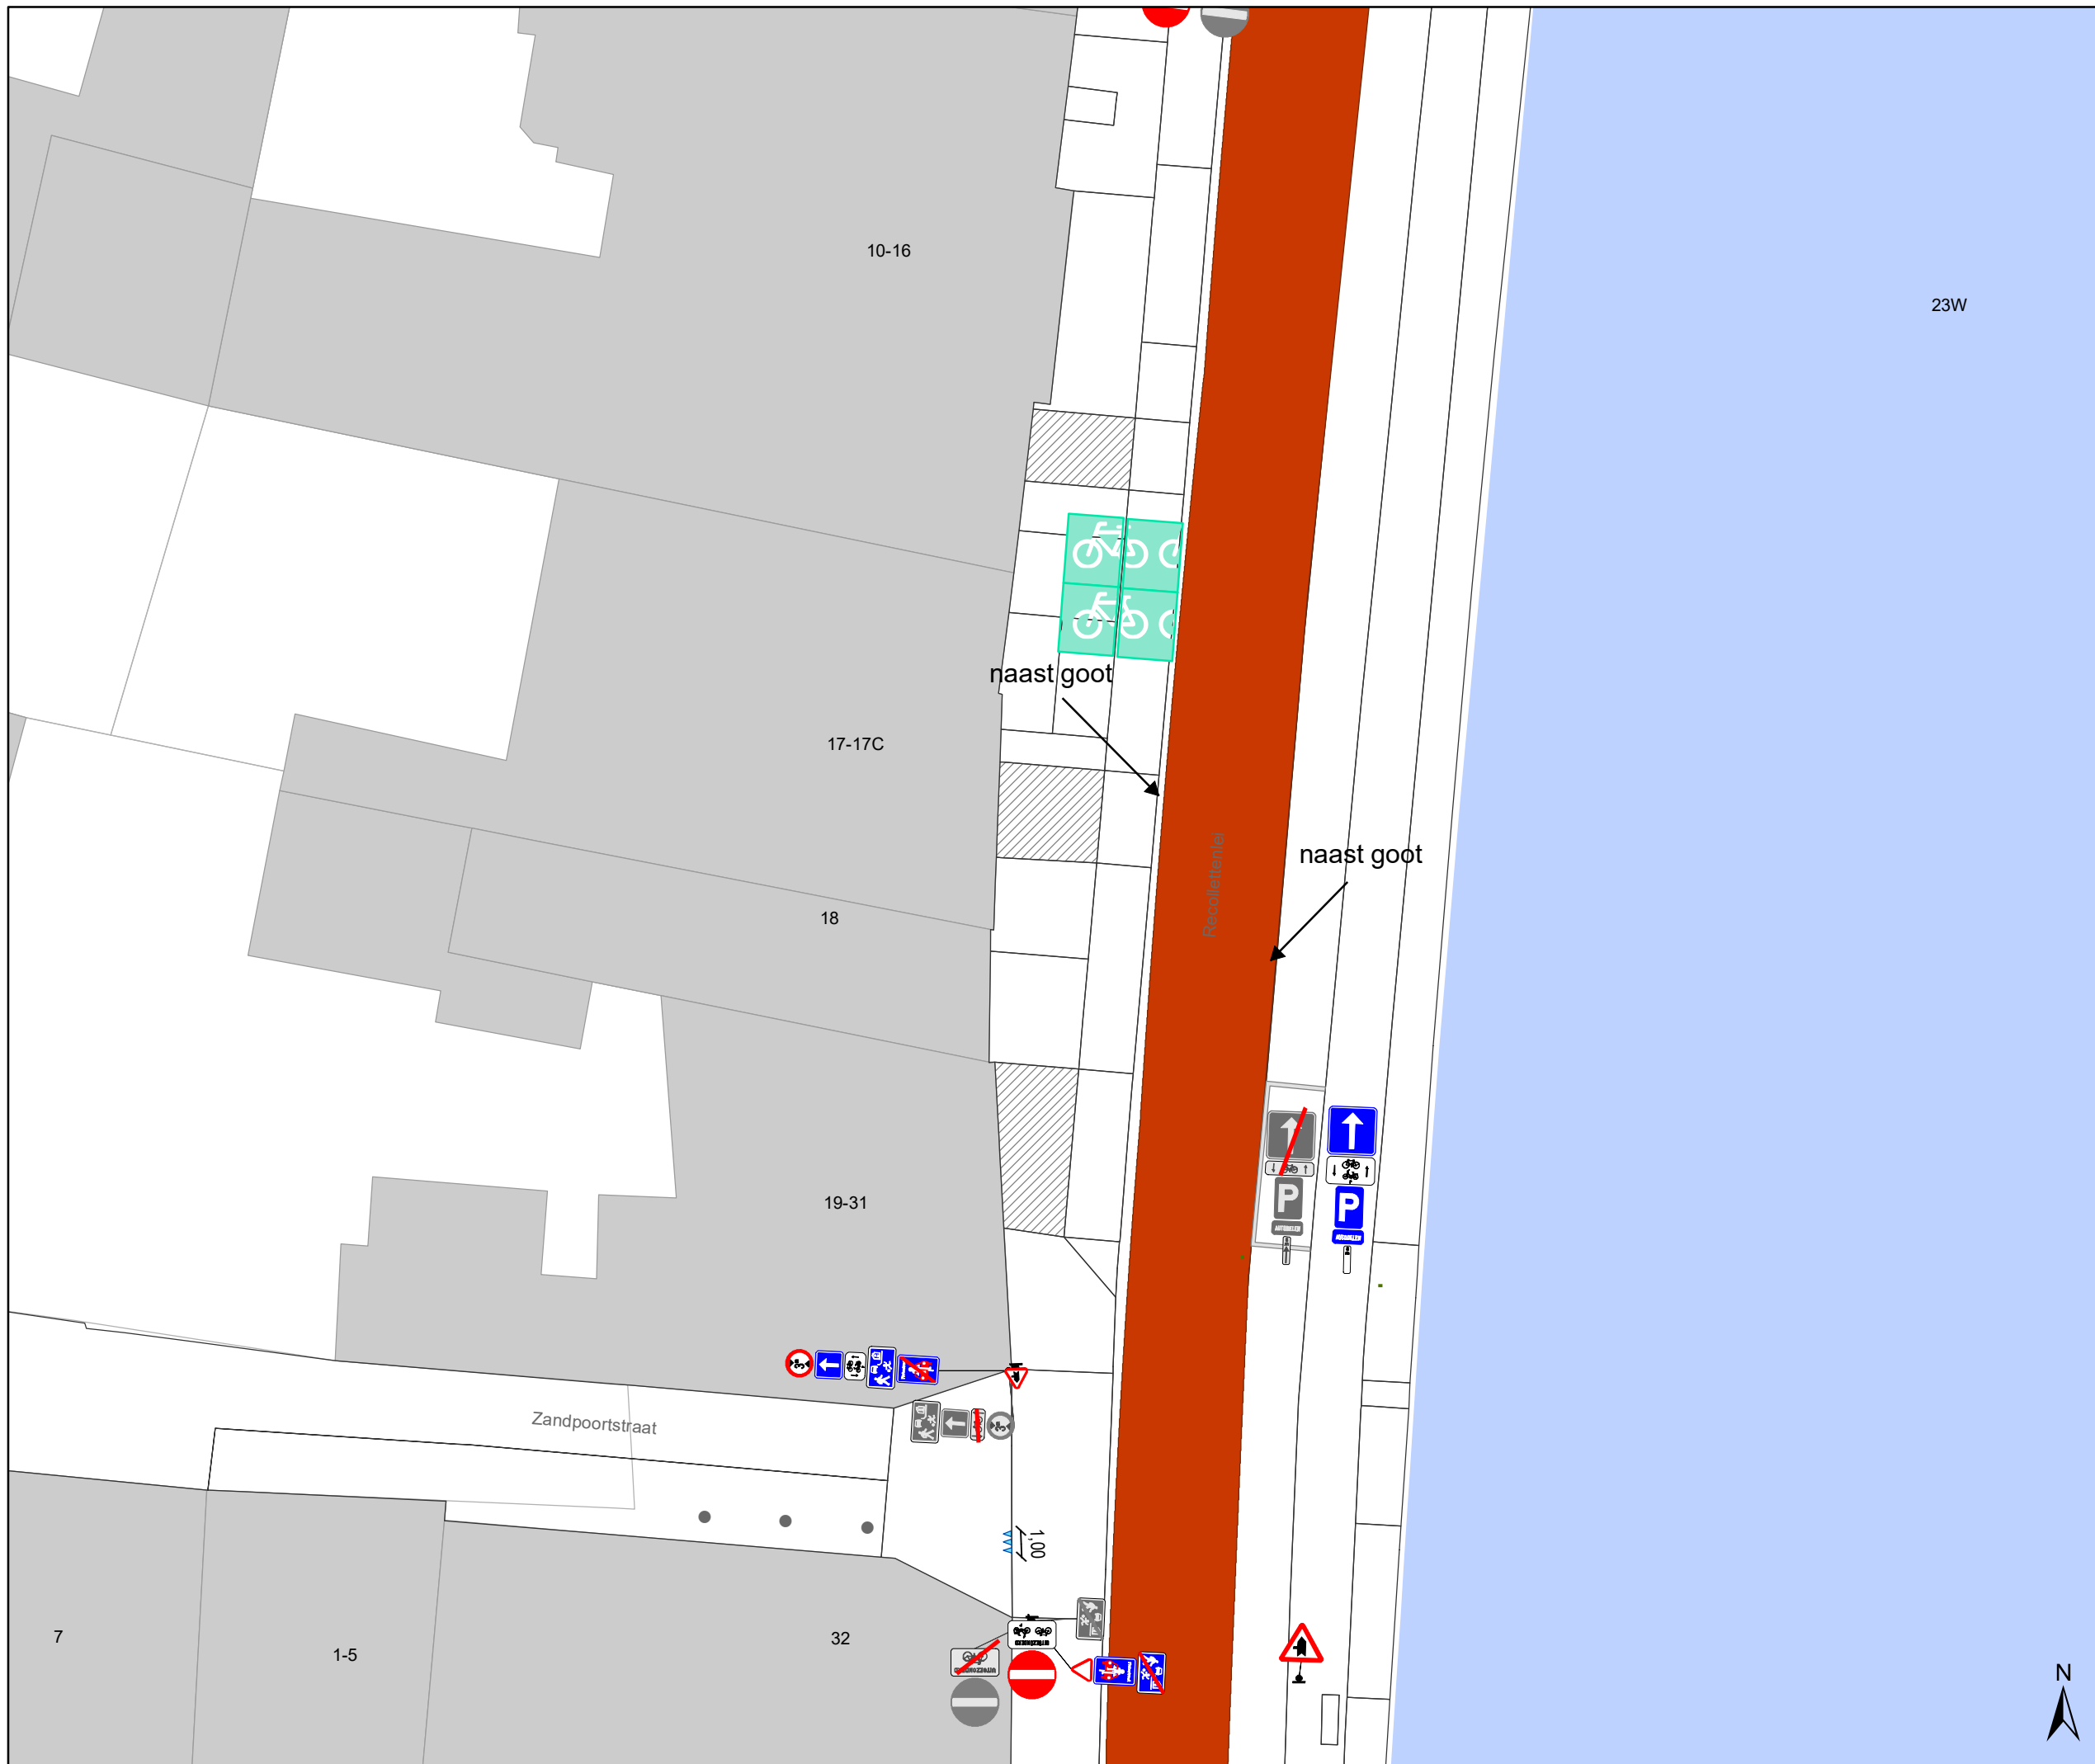 10-16
23W
naast goot
17-17C
Recollettenlei
naast goot
18
P
P
19-31
Zandpoortstraat
1,00
32
7
1-5
N